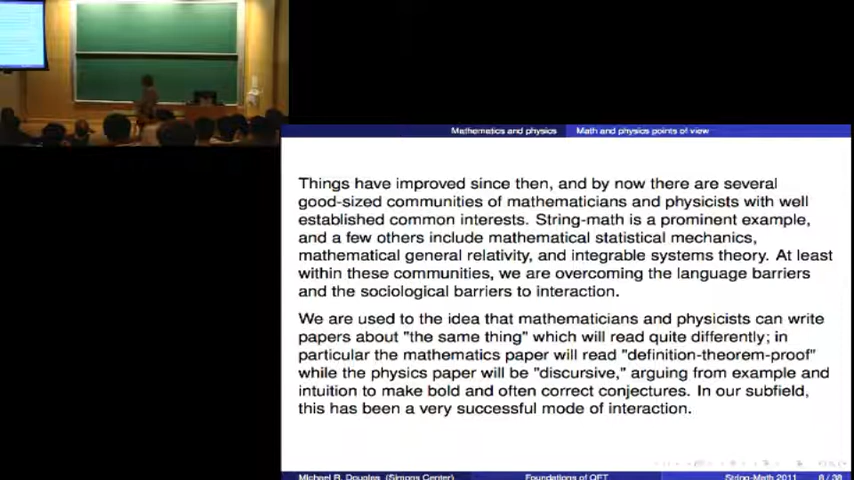 Mathematics and physics Math and physics points of view
Things have improved since then, and by now there are several
good-sized communities of mathematicians and physicists with well
established common interests. String-math is a prominent example,
and a few others include mathematical statistical mechanics,
mathematical general relativity, and integrable systems theory. At least
within these communities, we are overcoming the language barriers
and the sociological barriers to interaction.
We are used to the idea that mathematicians and physicists can write
papers about "the same thing" which will read quite differently; in
particular the mathematics paper will read "definition-theorem-proof"
while the physics paper will be "discursive," arguing from example and
intuition to make bold and often correct conjectures. In our subfield,
this has been a very successful mode of interaction.
Michael R. Douglas (Simons Center) Foundations of QFT String-Math 2011 8 / 38